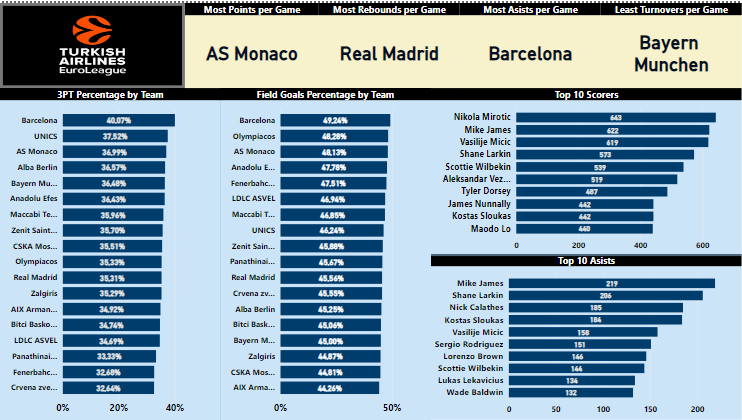 TURKISH
AIRLINES
EUROLEAGUE
Most Points per Game
AS Monaco
Most Rebounds per Game
Real Madrid
Most Asists per Game
Barcelona
Least Turnovers per Game
Bayern
Munchen
3PT Percentage by Team
Barcelona 40,07%
UNICS 37,52%
AS Monaco 36,99%
Alba Berlin 36,57%
Bayern Mu... 36,48%
Anadolu Efes 36,43%
Maccabi Te... 35,96%
Zenit Saint... 35,70%
CSKA Mos... 35,51%
Olympiacos 35,33%
Real Madrid 35,31%
Zalgiris 35,29%
AIX Arman... 34,92%
Bitci Basko... 34,74%
LDLC ASVEL 34,69%
Panathinai... 33,33%
Fenerbahc... 32,68%
Crvena zve... 32,64%
0% 20% 40%
Field Goals Percentage by Team
Barcelona 49,24%
Olympiacos 48,28%
AS Monaco 48,13%
Anadolu E... 47,78%
Fenerbahc... 47,51%
LDLC ASVEL 46,94%
Maccabi T... 46,85%
UNICS 46,24%
Zenit Sain... 45,88%
Panathinai... 45,67%
Real Madrid 45,56%
Crvena zv... 45,55%
Alba Berlin 45,25%
Bitci Bask... 45,06%
Bayern M... 45,00%
Zalgiris 44,87%
CSKA Mos... 44,81%
AIX Arma... 44,26%
0% 50%
Top 10 Scorers
Nikola Mirotic 643
Mike James 622
Vasilije Micic 619
Shane Larkin 573
Scottie Wilbekin 539
Aleksandar Vez... 519
Tyler Dorsey 487
James Nunnally 442
Kostas Sloukas 442
Maodo Lo 440
0 200 400 600
Top 10 Asists
Mike James 219
Shane Larkin 206
Nick Calathes 185
Kostas Sloukas 184
Vasilije Micic 158
Sergio Rodriguez 151
Lorenzo Brown 146
Scottie Wilbekin 144
Lukas Lekavicius 134
Wade Baldwin 132
0 50 100 150 200